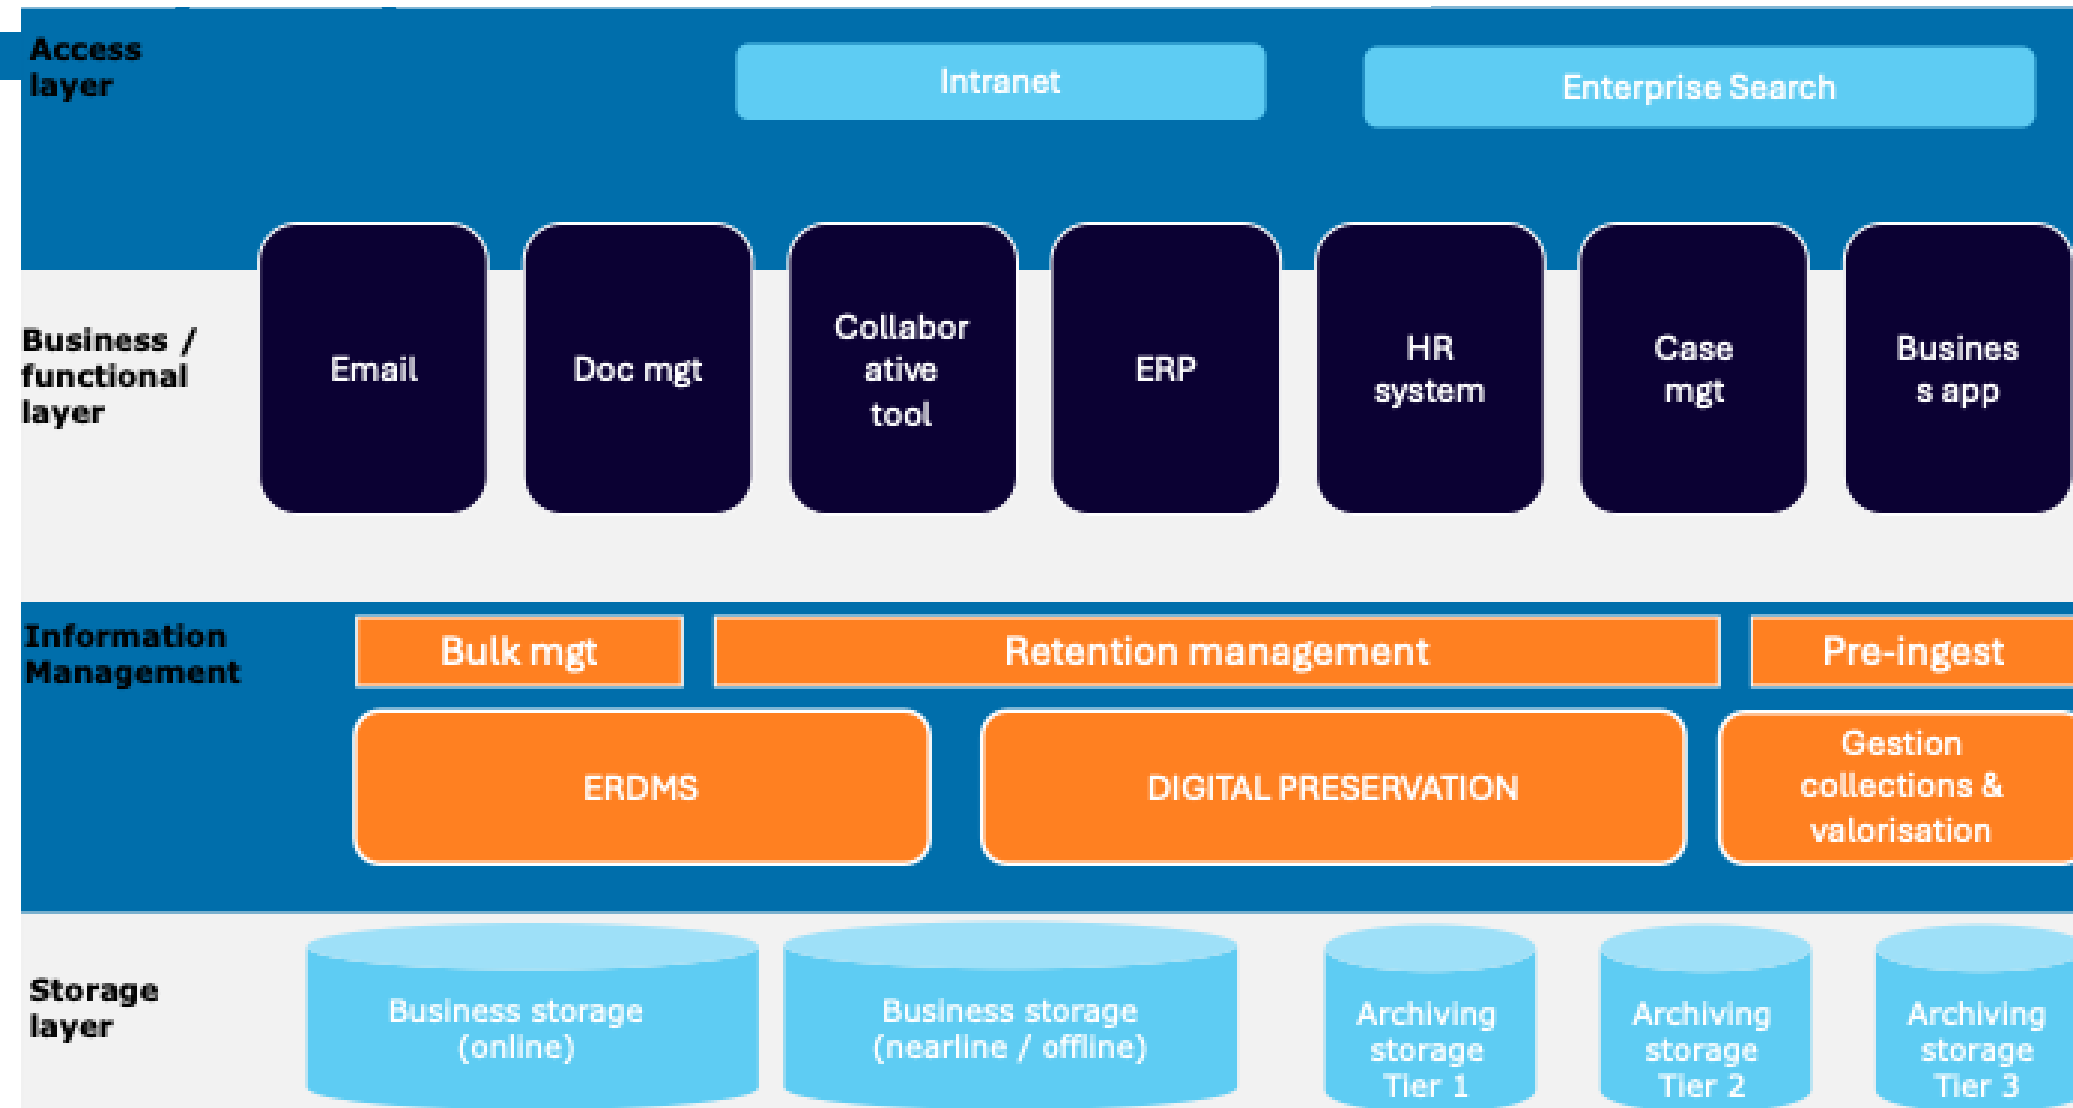 Access
layer
Intranet
Enterprise Search
Business /
functional
layer
Email
Doc mgt
Collabor
ative
tool
ERP
HR
system
Case
mgt
Busines
s app
Information
Management
Bulk mgt
Retention management
Pre-ingest
ERDMS
DIGITAL PRESERVATION
Gestion
collections &
valorisation
Storage
layer
Business storage
(online)
Business storage
(nearline / offline)
Archiving
storage
Tier 1
Archiving
storage
Tier 2
Archiving
storage
Tier 3